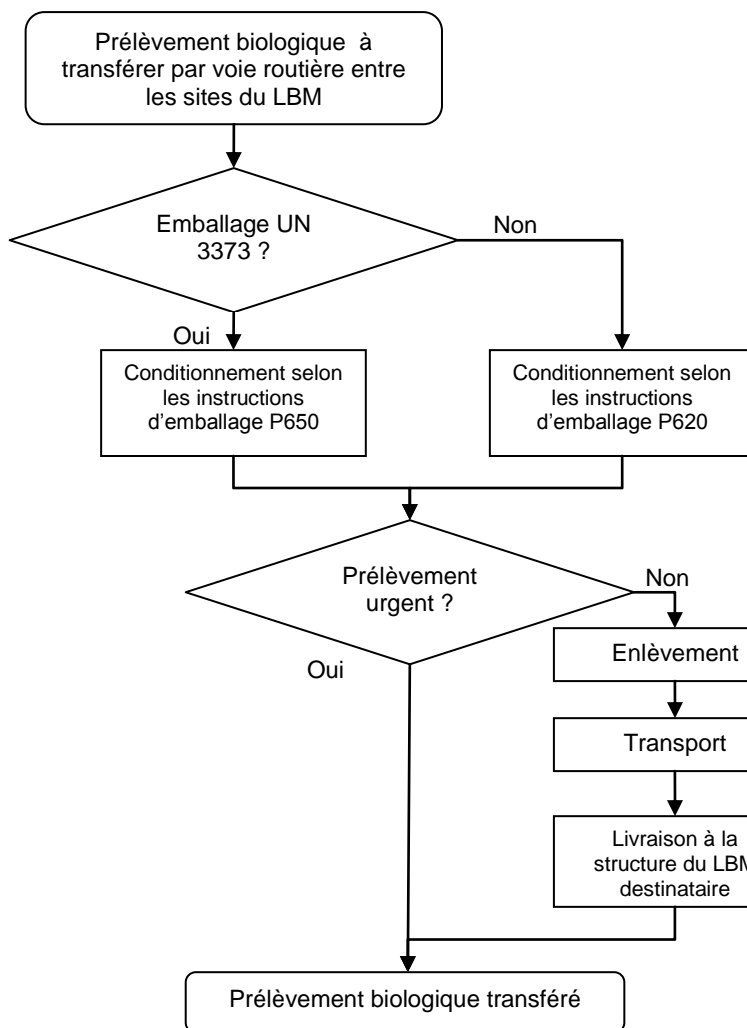 Prélèvement biologique à
transférer par voie routière entre
les sites du LBM
Emballage UN
3373 ?
Non
Oui
Conditionnement selon
les instructions
d'emballage P650
Conditionnement selon
les instructions
d'emballage P620
Prélèvement
urgent ?
Non
Oui
Enlèvement
Transport
Livraison à la
structure du LBM
destinataire
Prélèvement biologique transféré